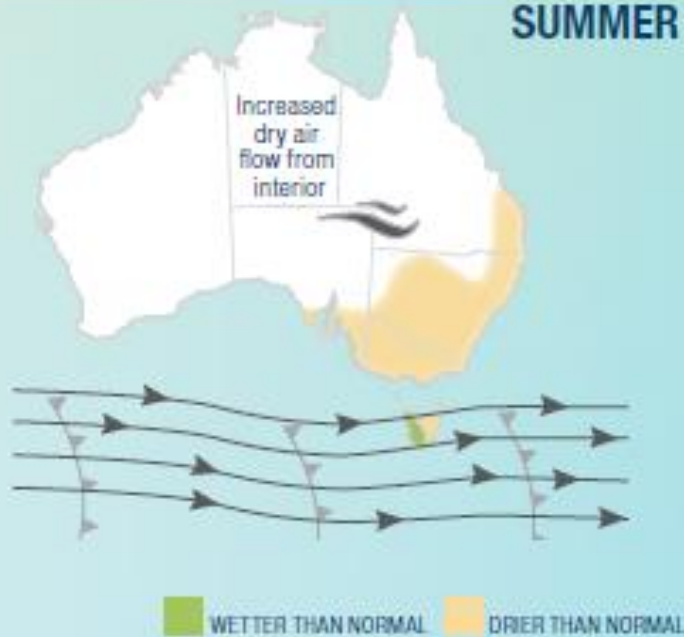 SUMMER
Increased
dry air
flow from
interior
WETTER THAN NORMAL
DRIER THAN NORMAL